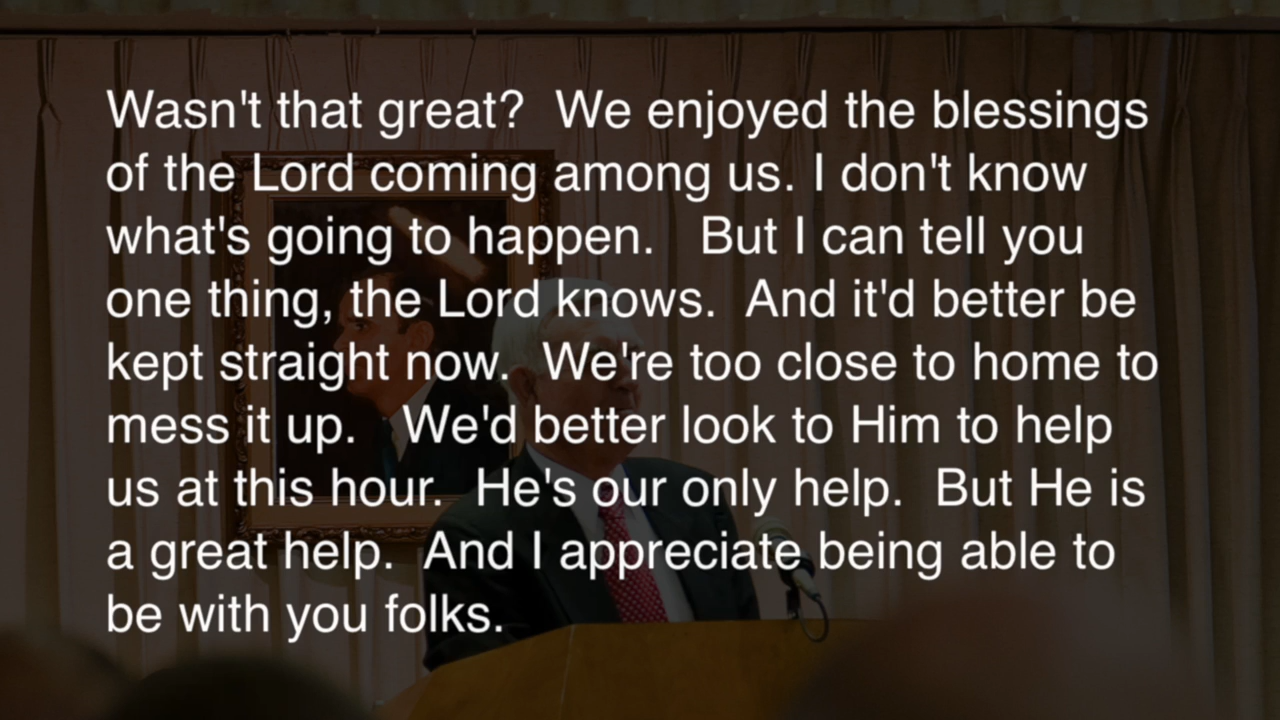 Wasn't that great?  We enjoyed the blessings
of the Lord coming among us. I don't know
what's going to happen.   But I can tell you
one thing, the Lord knows.  And it'd better be
kept straight now.  We're too close to home to
mess it up.   We'd better look to Him to help
us at this hour.  He's our only help.  But He is
a great help.  And I appreciate being able to
be with you folks.